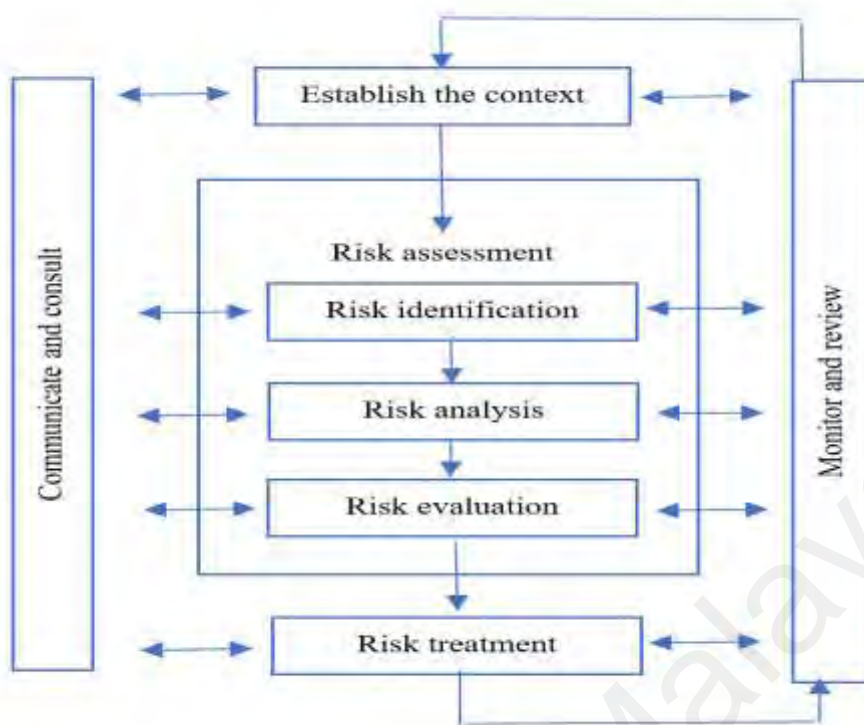 Establish the context
Communicate and consult
Risk assessment
Risk identification
Risk analysis
Risk evaluation
Risk treatment
Monitor and review
Malay